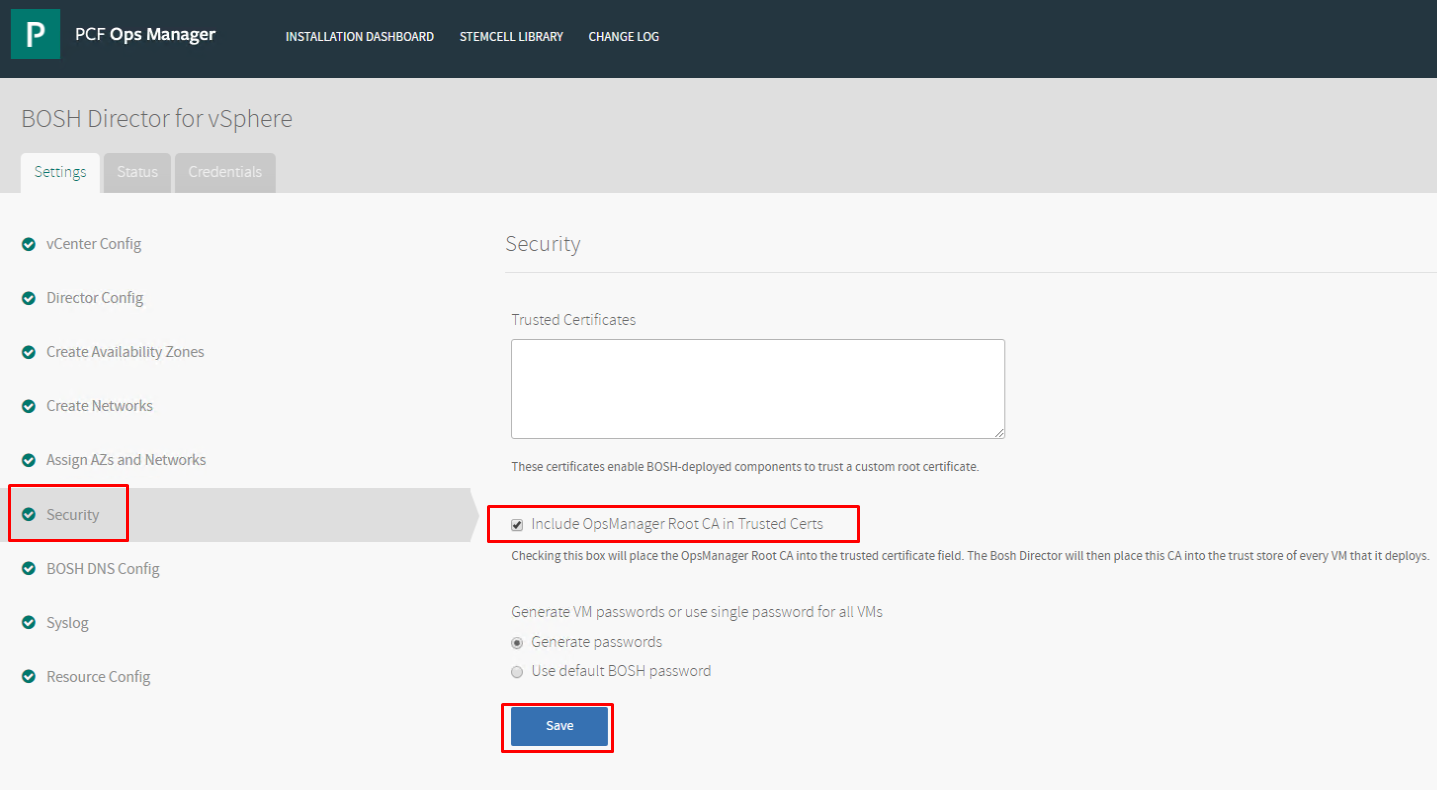 P
PCF Ops Manager
INSTALLATION DASHBOARD
STEMCELL LIBRARY
CHANGE LOG
BOSH Director for vSphere
Settings
Status
Credentials
vCenter Config
Director Config
Create Availability Zones
Create Networks
Assign AZs and Networks
Security
BOSH DNS Config
Syslog
Resource Config
Security
Trusted Certificates
These certificates enable BOSH-deployed components to trust a custom root certificate.
Include OpsManager Root CA in Trusted Certs
Checking this box will place the OpsManager Root CA into the trusted certificate field. The Bosh Director will then place this CA into the trust store of every VM that it deploys.
Generate VM passwords or use single password for all VMs
Generate passwords
Use default BOSH password
Save